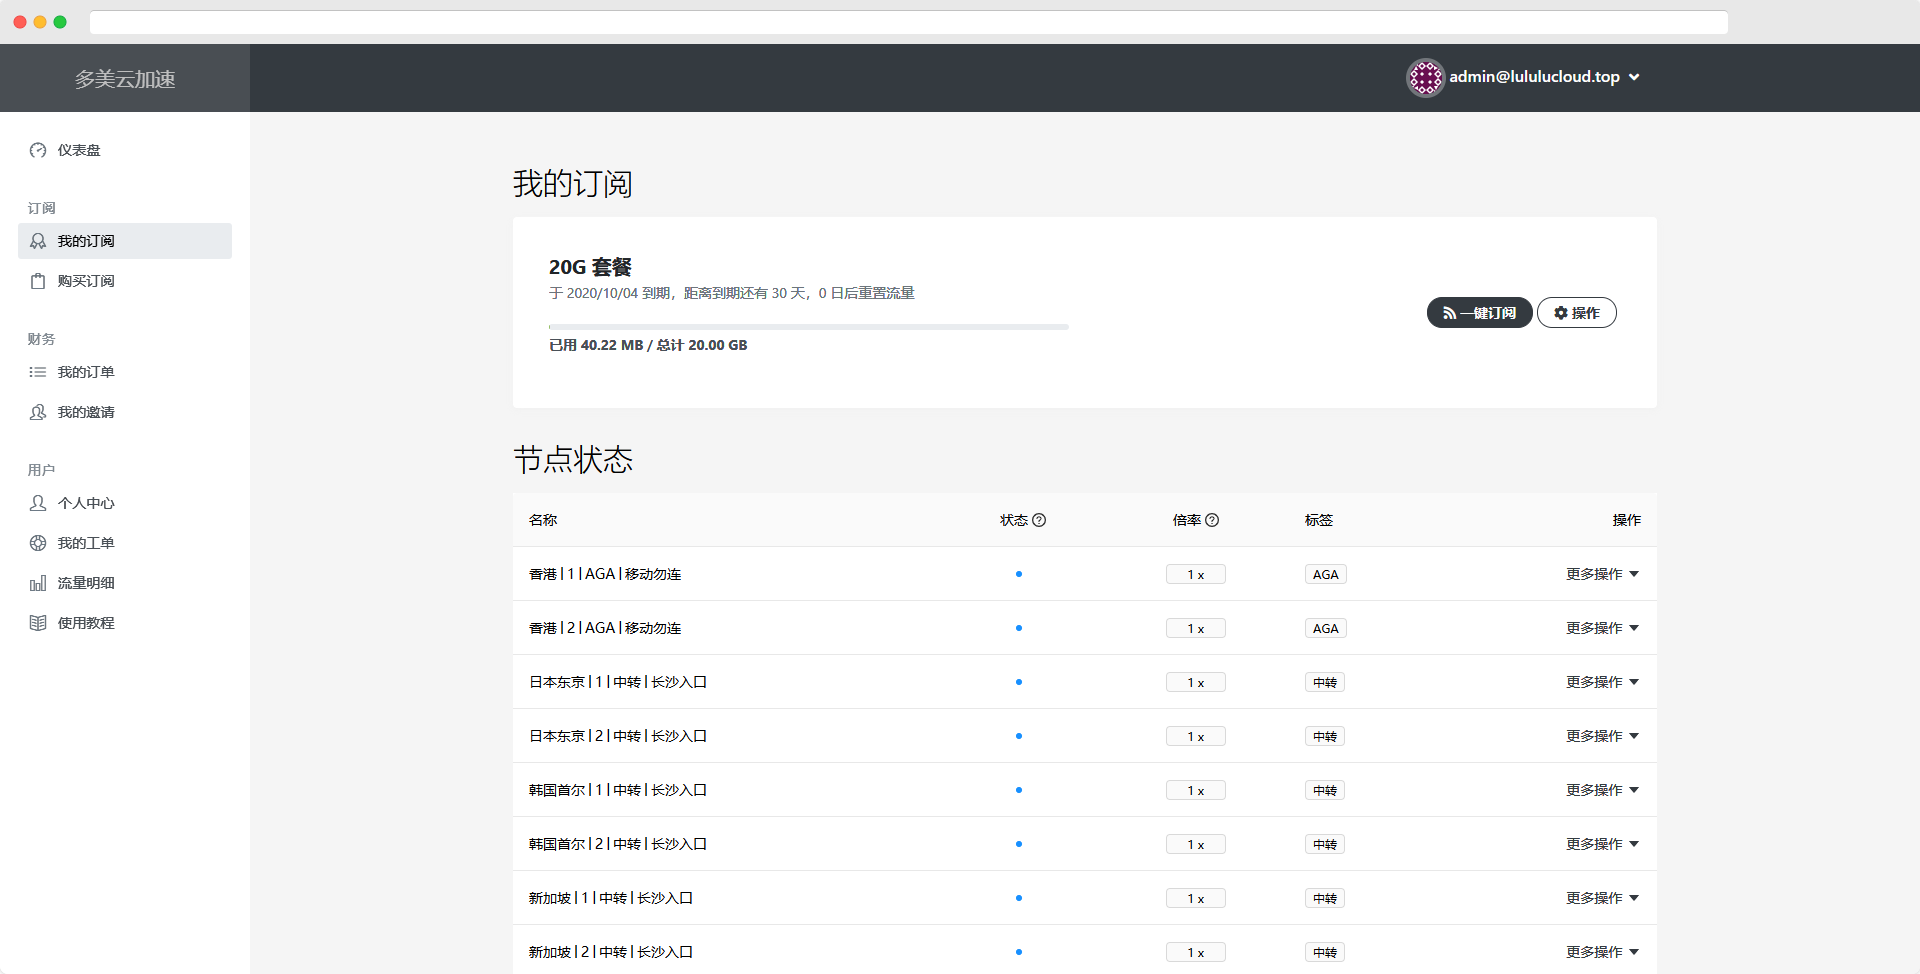 多美云加速
admin@lululucloud.top
仪表盘
订阅
我的订阅
购买订阅
财务
我的订单
我的邀请
用户
个人中心
我的工单
流量明细
使用教程
我的订阅
20G 套餐
于 2020/10/04 到期，距离到期还有 30 天，0 日后重置流量
已用 40.22 MB / 总计 20.00 GB
一键订阅 操作
节点状态
名称 状态 倍率 标签 操作
香港 | 1 | AGA | 移动勿连 1 x AGA 更多操作
香港 | 2 | AGA | 移动勿连 1 x AGA 更多操作
日本东京 | 1 | 中转 | 长沙入口 1 x 中转 更多操作
日本东京 | 2 | 中转 | 长沙入口 1 x 中转 更多操作
韩国首尔 | 1 | 中转 | 长沙入口 1 x 中转 更多操作
韩国首尔 | 2 | 中转 | 长沙入口 1 x 中转 更多操作
新加坡 | 1 | 中转 | 长沙入口 1 x 中转 更多操作
新加坡 | 2 | 中转 | 长沙入口 1 x 中转 更多操作